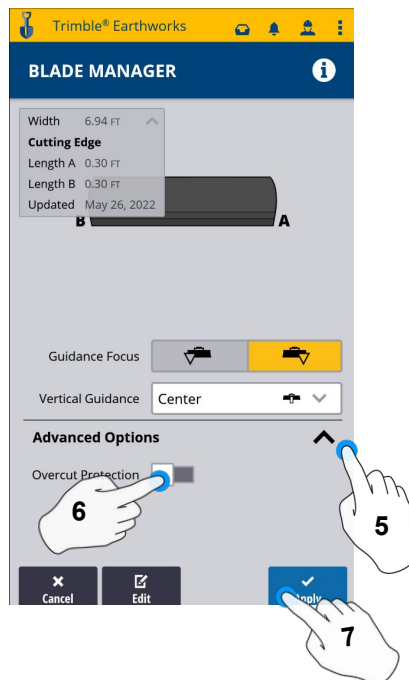 Trimble® Earthworks
BLADE MANAGER
i
Width 6.94 FT
Cutting Edge
Length A 0.30 FT
Length B 0.30 FT
Updated May 26, 2022
B A
Guidance Focus
Vertical Guidance Center
Advanced Options
Overcut Protection
6
5
Cancel Edit Apply
7